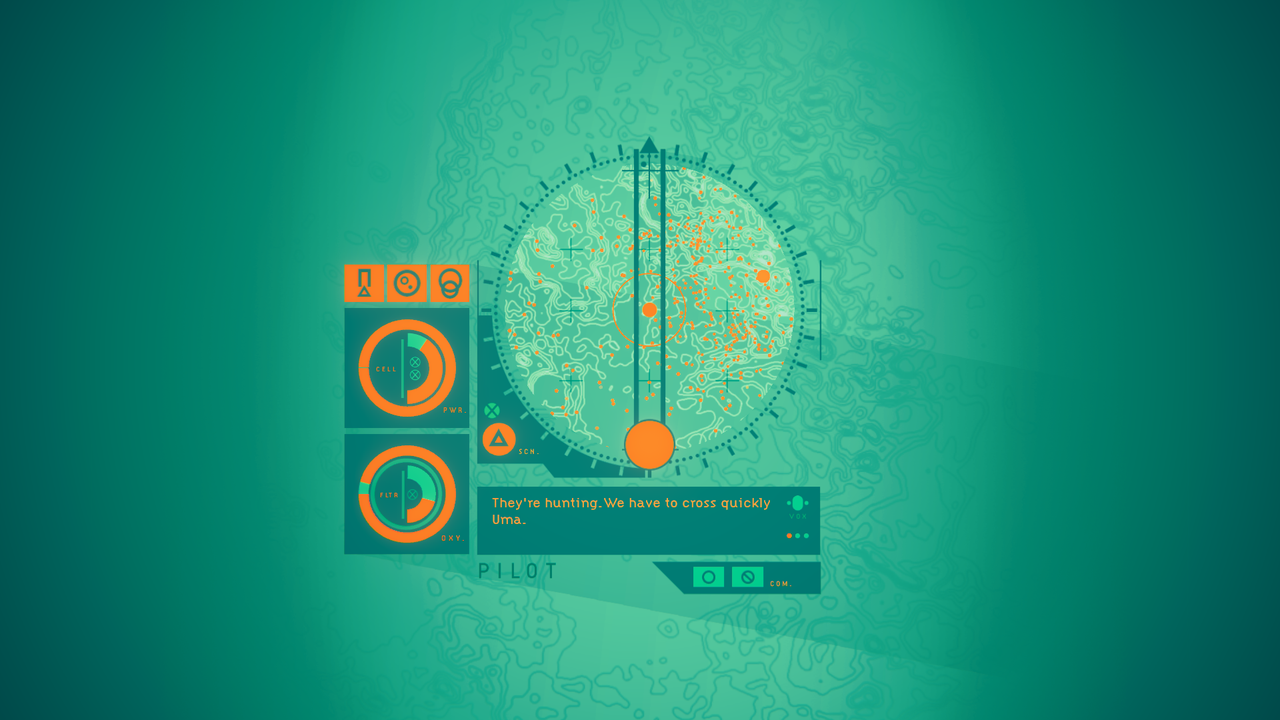 CELL
PWR.
FLTR
OXY.
SCN.
They're hunting. We have to cross quickly
Uma.
VOX
PILOT
COM.